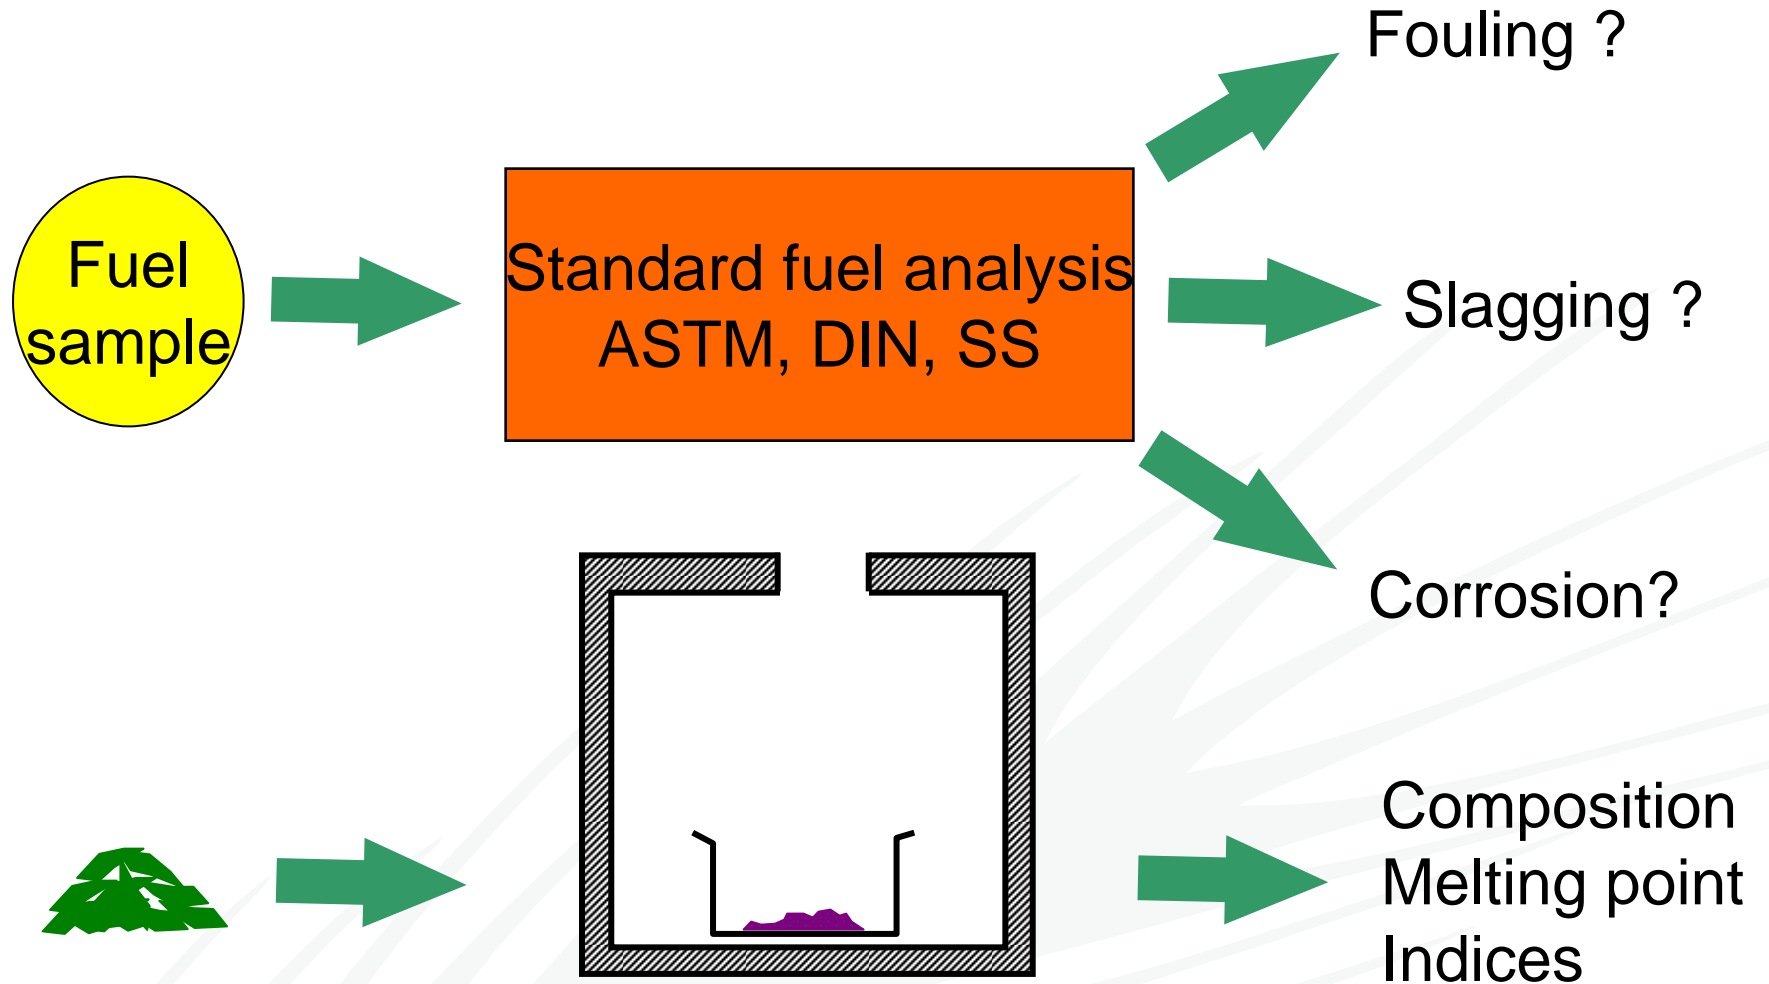 Fouling ?
Fuel
sample
Standard fuel analysis
ASTM, DIN, SS
Slagging ?
Corrosion?
Composition
Melting point
Indices